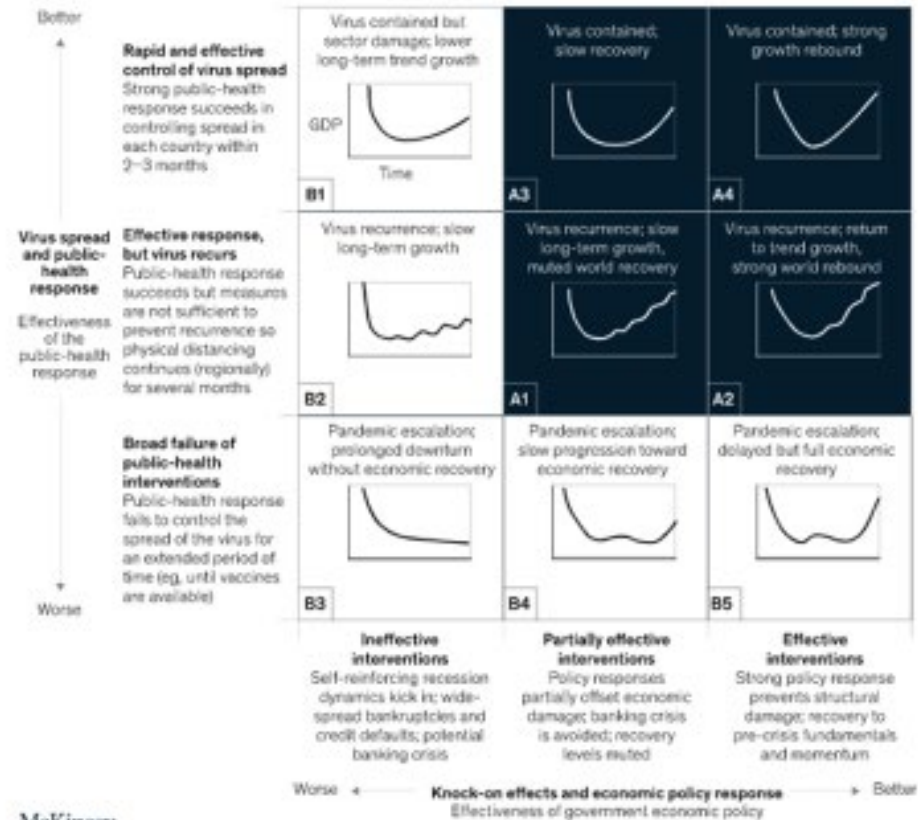 Better
Rapid and effective
control of virus spread
Strong public-health
response succeeds in
controlling spread in
each country within
2–3 months
Virus contained but
sector damage; lower
long-term trend growth
GDP
Time
B1
Virus contained;
slow recovery
A3
Virus contained; strong
growth rebound
A4
Virus spread
and public-
health
response
Effectiveness
of the
public-health
response
Effective response,
but virus recurs
Public-health response
succeeds but measures
are not sufficient to
prevent recurrence so
physical distancing
continues (regionally)
for several months
Virus recurrence; slow
long-term growth
B2
Virus recurrence; slow
long-term growth,
muted world recovery
A1
Virus recurrence; return
to trend growth,
strong world rebound
A2
Broad failure of
public-health
interventions
Public-health response
fails to control the
spread of the virus for
an extended period of
time (eg, until vaccines
are available)
Worse
Pandemic escalation;
prolonged downturn
without economic recovery
B3
Pandemic escalation;
slow progression toward
economic recovery
B4
Pandemic escalation;
delayed but full economic
recovery
B5
Ineffective
interventions
Self-reinforcing recession
dynamics kick in; wide-
spread bankruptcies and
credit defaults; potential
banking crisis
Partially effective
interventions
Policy responses
partially offset economic
damage; banking crisis
is avoided; recovery
levels muted
Effective
interventions
Strong policy response
prevents structural
damage; recovery to
pre-crisis fundamentals
and momentum
Worse
Knock-on effects and economic policy response
Better
Effectiveness of government economic policy
McKinsey